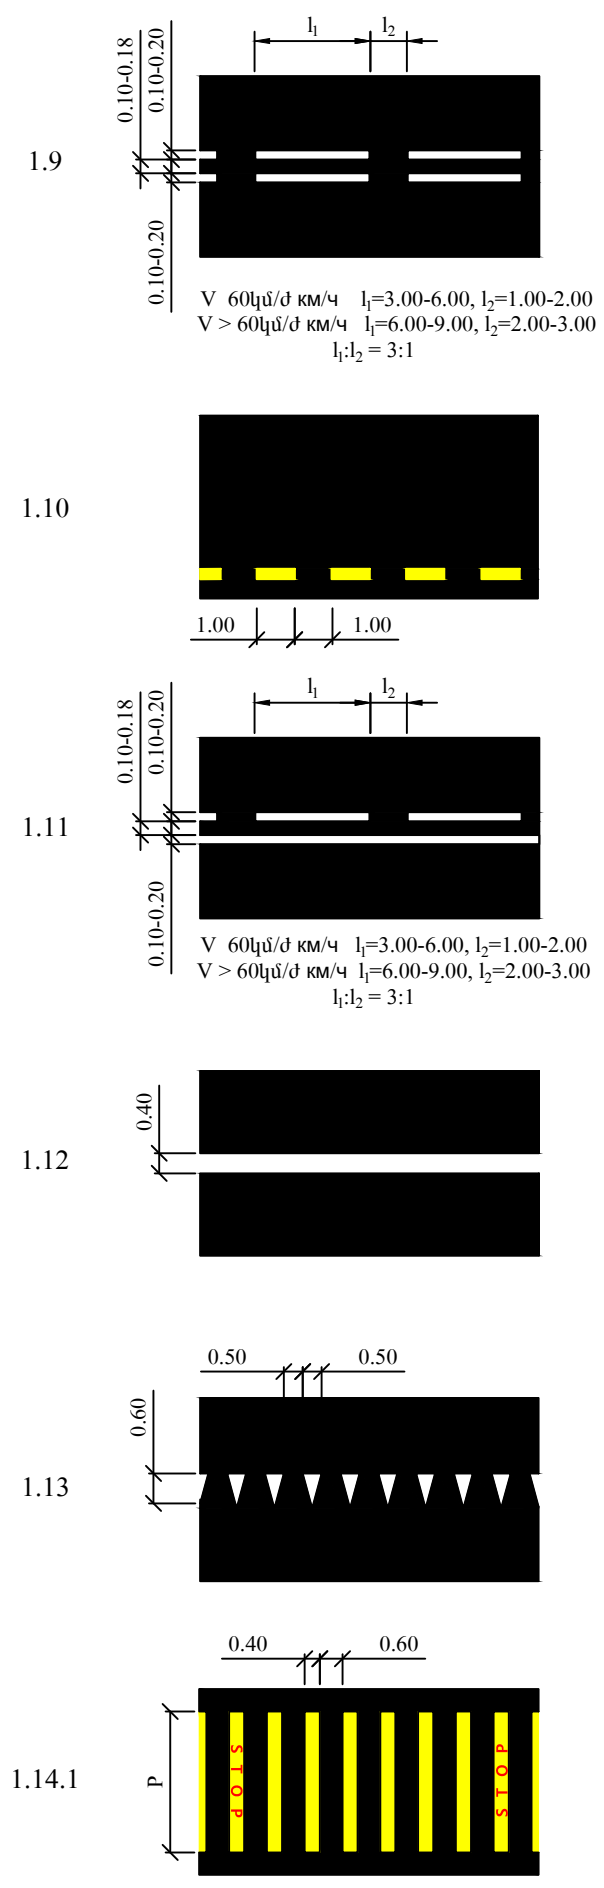 l₁ l₂
0.10-0.18
0.10-0.20
1.9
0.10-0.20
V 60կմ/ժ км/ч l₁=3.00-6.00, l₂=1.00-2.00
V > 60կմ/ժ км/ч l₁=6.00-9.00, l₂=2.00-3.00
l₁:l₂ = 3:1
1.10
1.00 1.00
l₁ l₂
0.10-0.18
0.10-0.20
1.11
0.10-0.20
V 60կմ/ժ км/ч l₁=3.00-6.00, l₂=1.00-2.00
V > 60կմ/ժ км/ч l₁=6.00-9.00, l₂=2.00-3.00
l₁:l₂ = 3:1
0.40
1.12
0.50 0.50
0.60
1.13
0.40 0.60
1.14.1
P
STOP
STOP